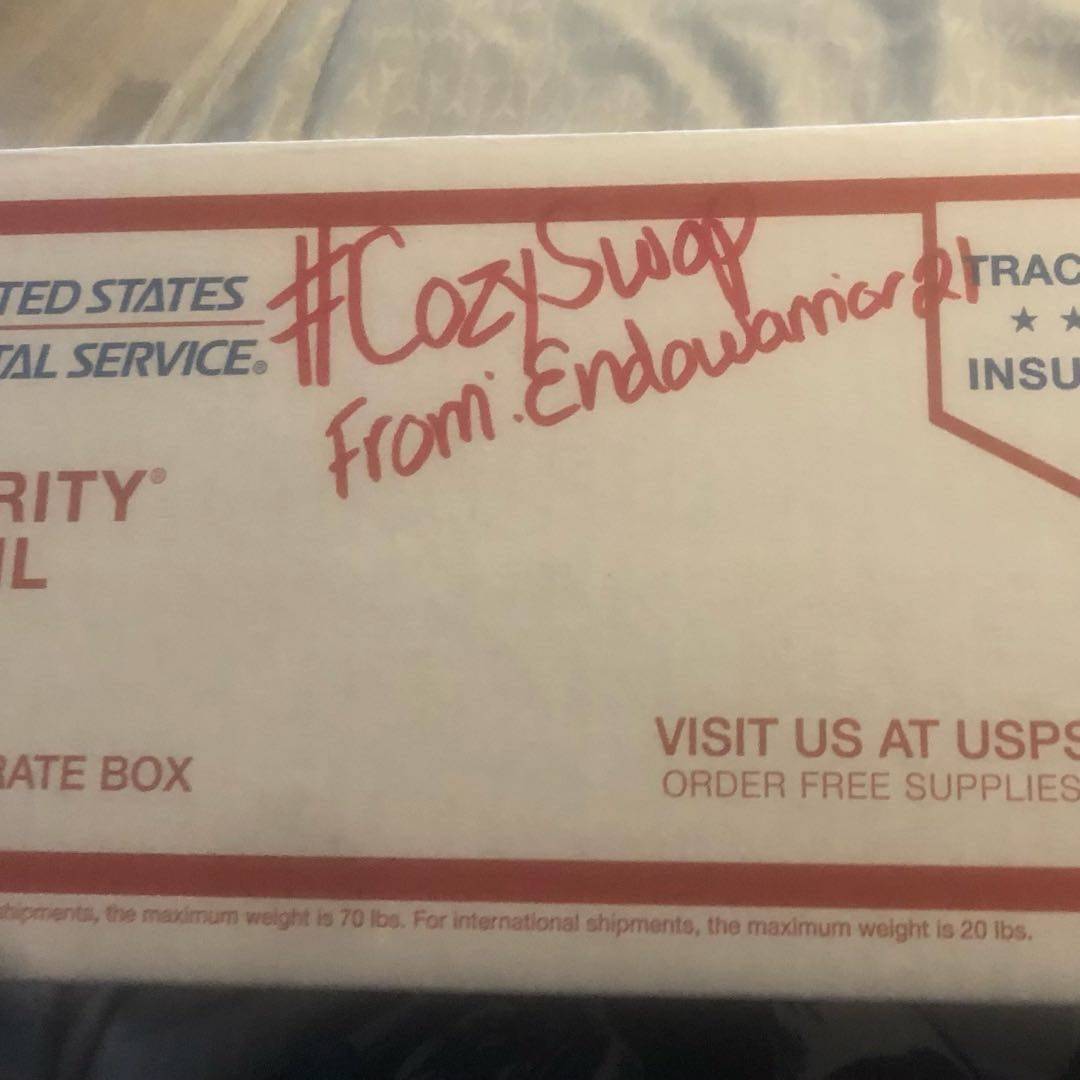 #CozySwap
From: Endowarrior21
TED STATES
TAL SERVICE®
TRAC
★ ★
INSU
RITY®
IL
RATE BOX
VISIT US AT USPS
ORDER FREE SUPPLIES
shipments, the maximum weight is 70 lbs. For international shipments, the maximum weight is 20 lbs.